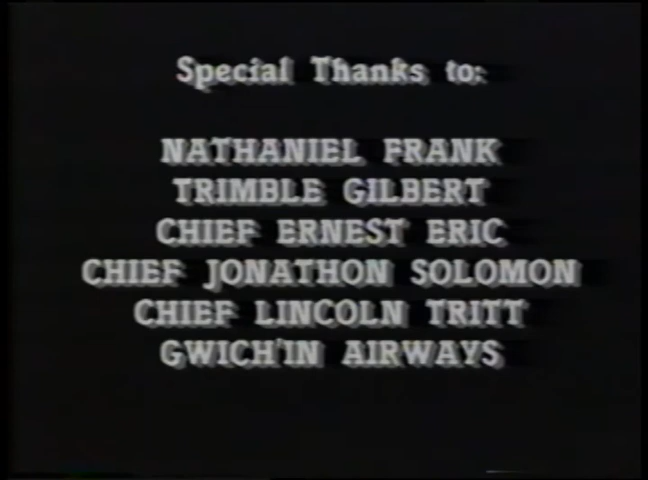 Special Thanks to:
NATHANIEL FRANK
TRIMBLE GILBERT
CHIEF ERNEST ERIC
CHIEF JONATHON SOLOMON
CHIEF LINCOLN TRITT
GWICH'IN AIRWAYS